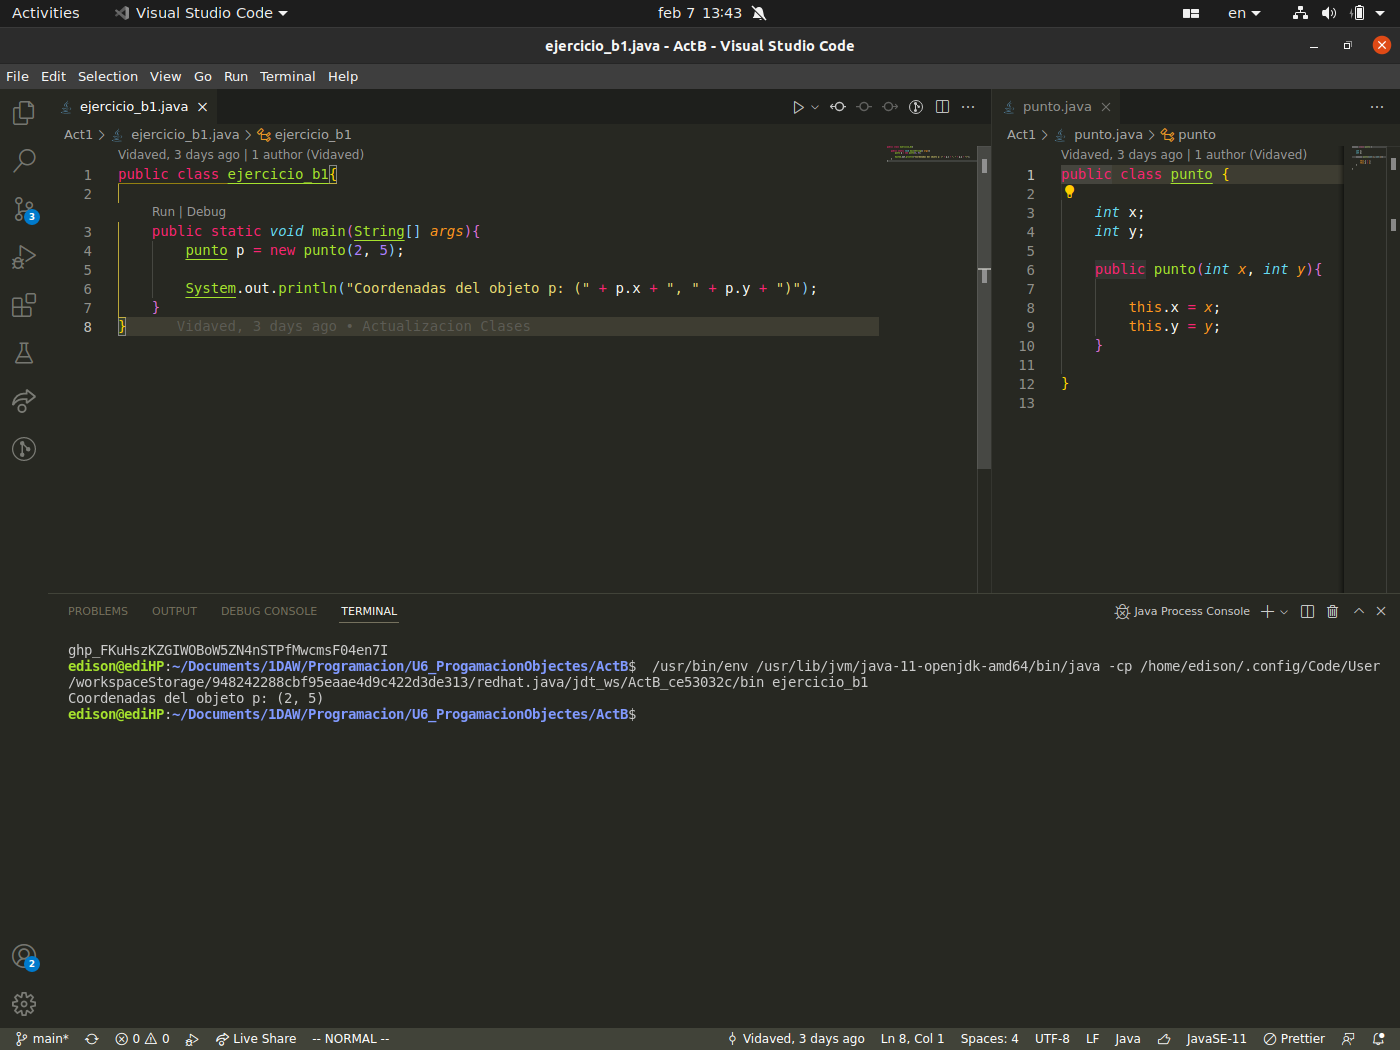 Activities Visual Studio Code feb 7 13:43 en
ejercicio_b1.java - ActB - Visual Studio Code
File Edit Selection View Go Run Terminal Help
ejercicio_b1.java
Act1 > ejercicio_b1.java > ejercicio_b1
Vidaved, 3 days ago | 1 author (Vidaved)
1 public class ejercicio_b1{
2
Run | Debug
3 public static void main(String[] args){
4 punto p = new punto(2, 5);
5
6 System.out.println("Coordenadas del objeto p: (" + p.x + ", " + p.y + ")");
7 }
8 } Vidaved, 3 days ago • Actualizacion Clases
punto.java
Act1 > punto.java > punto
Vidaved, 3 days ago | 1 author (Vidaved)
1 public class punto {
2
3 int x;
4 int y;
5
6 public punto(int x, int y){
7
8 this.x = x;
9 this.y = y;
10 }
11
12 }
13
PROBLEMS OUTPUT DEBUG CONSOLE TERMINAL Java Process Console
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
edison@ediHP:~/Documents/1DAW/Programacion/U6_ProgamacionObjectes/ActB$ /usr/bin/env /usr/lib/jvm/java-11-openjdk-amd64/bin/java -cp /home/edison/.config/Code/User
/workspaceStorage/948242288cbf95eaae4d9c422d3de313/redhat.java/jdt_ws/ActB_ce53032c/bin ejercicio_b1
Coordenadas del objeto p: (2, 5)
edison@ediHP:~/Documents/1DAW/Programacion/U6_ProgamacionObjectes/ActB$
3
2
main* 0 0 Live Share -- NORMAL -- Vidaved, 3 days ago Ln 8, Col 1 Spaces: 4 UTF-8 LF Java JavaSE-11 Prettier